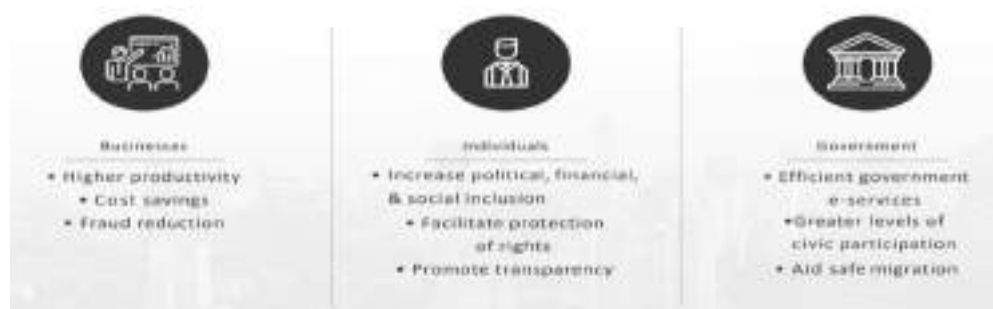 Businesses
• Higher productivity
• Cost savings
• Fraud reduction
Individuals
• Increase political, financial,
& social inclusion
• Facilitate protection
of rights
• Promote transparency
Government
• Efficient government
e-services
•Greater levels of
civic participation
• Aid safe migration